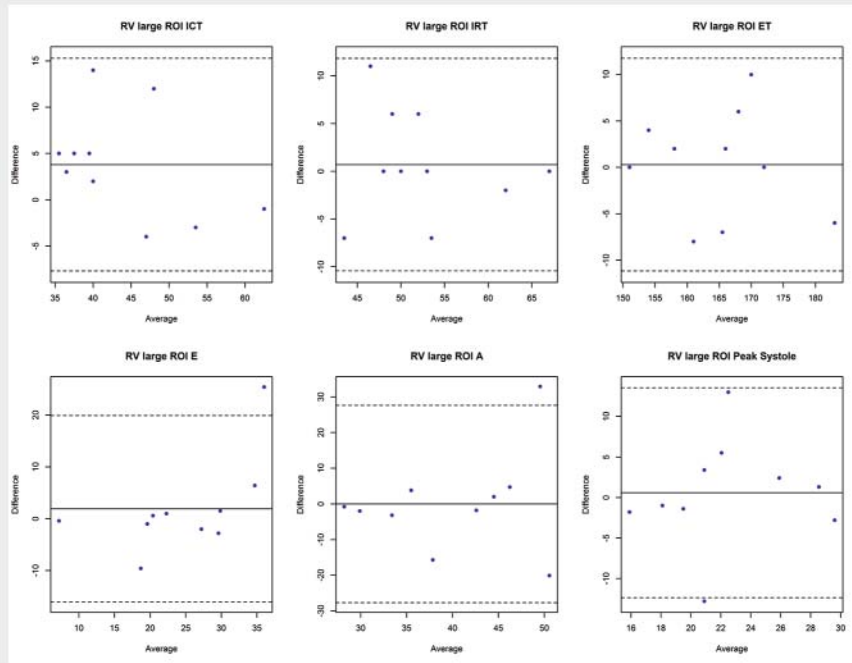 RV large ROI ICT
Difference
15
10
5
0
-5
35 40 45 50 55 60
Average
RV large ROI IRT
Difference
10
5
0
-5
-10
45 50 55 60 65
Average
RV large ROI ET
Difference
10
5
0
-5
-10
150 155 160 165 170 175 180
Average
RV large ROI E
Difference
20
10
0
-10
10 15 20 25 30 35
Average
RV large ROI A
Difference
30
20
10
0
-10
-20
-30
30 35 40 45 50
Average
RV large ROI Peak Systole
Difference
10
5
0
-5
-10
16 18 20 22 24 26 28 30
Average